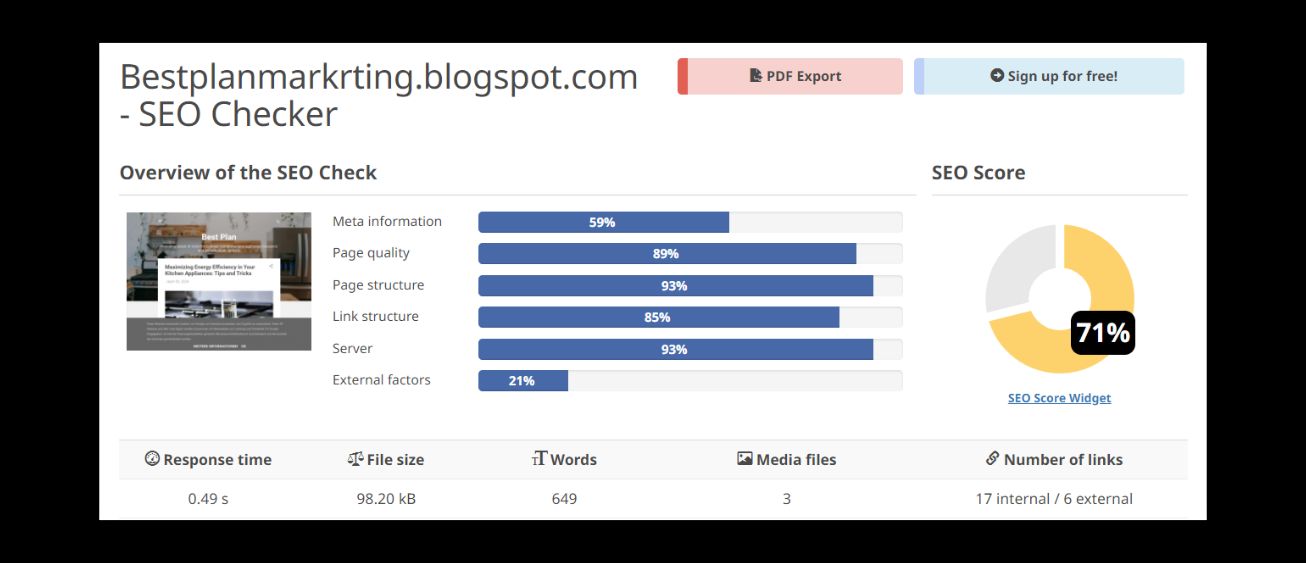 Bestplanmarkrting.blogspot.com
- SEO Checker
PDF Export
Sign up for free!
Overview of the SEO Check
SEO Score
Best Plan
Maximizing Energy Efficiency in Your
Kitchen Appliances: Tips and Tricks
Meta information 59%
Page quality 89%
Page structure 93%
Link structure 85%
Server 93%
External factors 21%
71%
SEO Score Widget
Response time File size Words Media files Number of links
0.49 s 98.20 kB 649 3 17 internal / 6 external